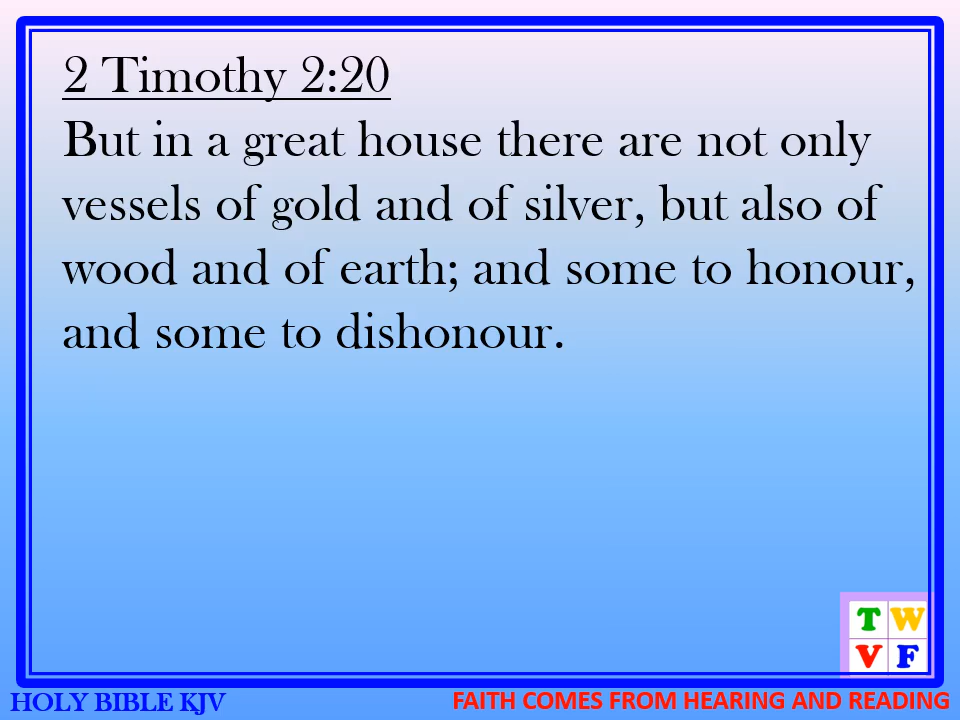 2 Timothy 2:20
But in a great house there are not only
vessels of gold and of silver, but also of
wood and of earth; and some to honour,
and some to dishonour.
T W
V F
HOLY BIBLE KJV
FAITH COMES FROM HEARING AND READING